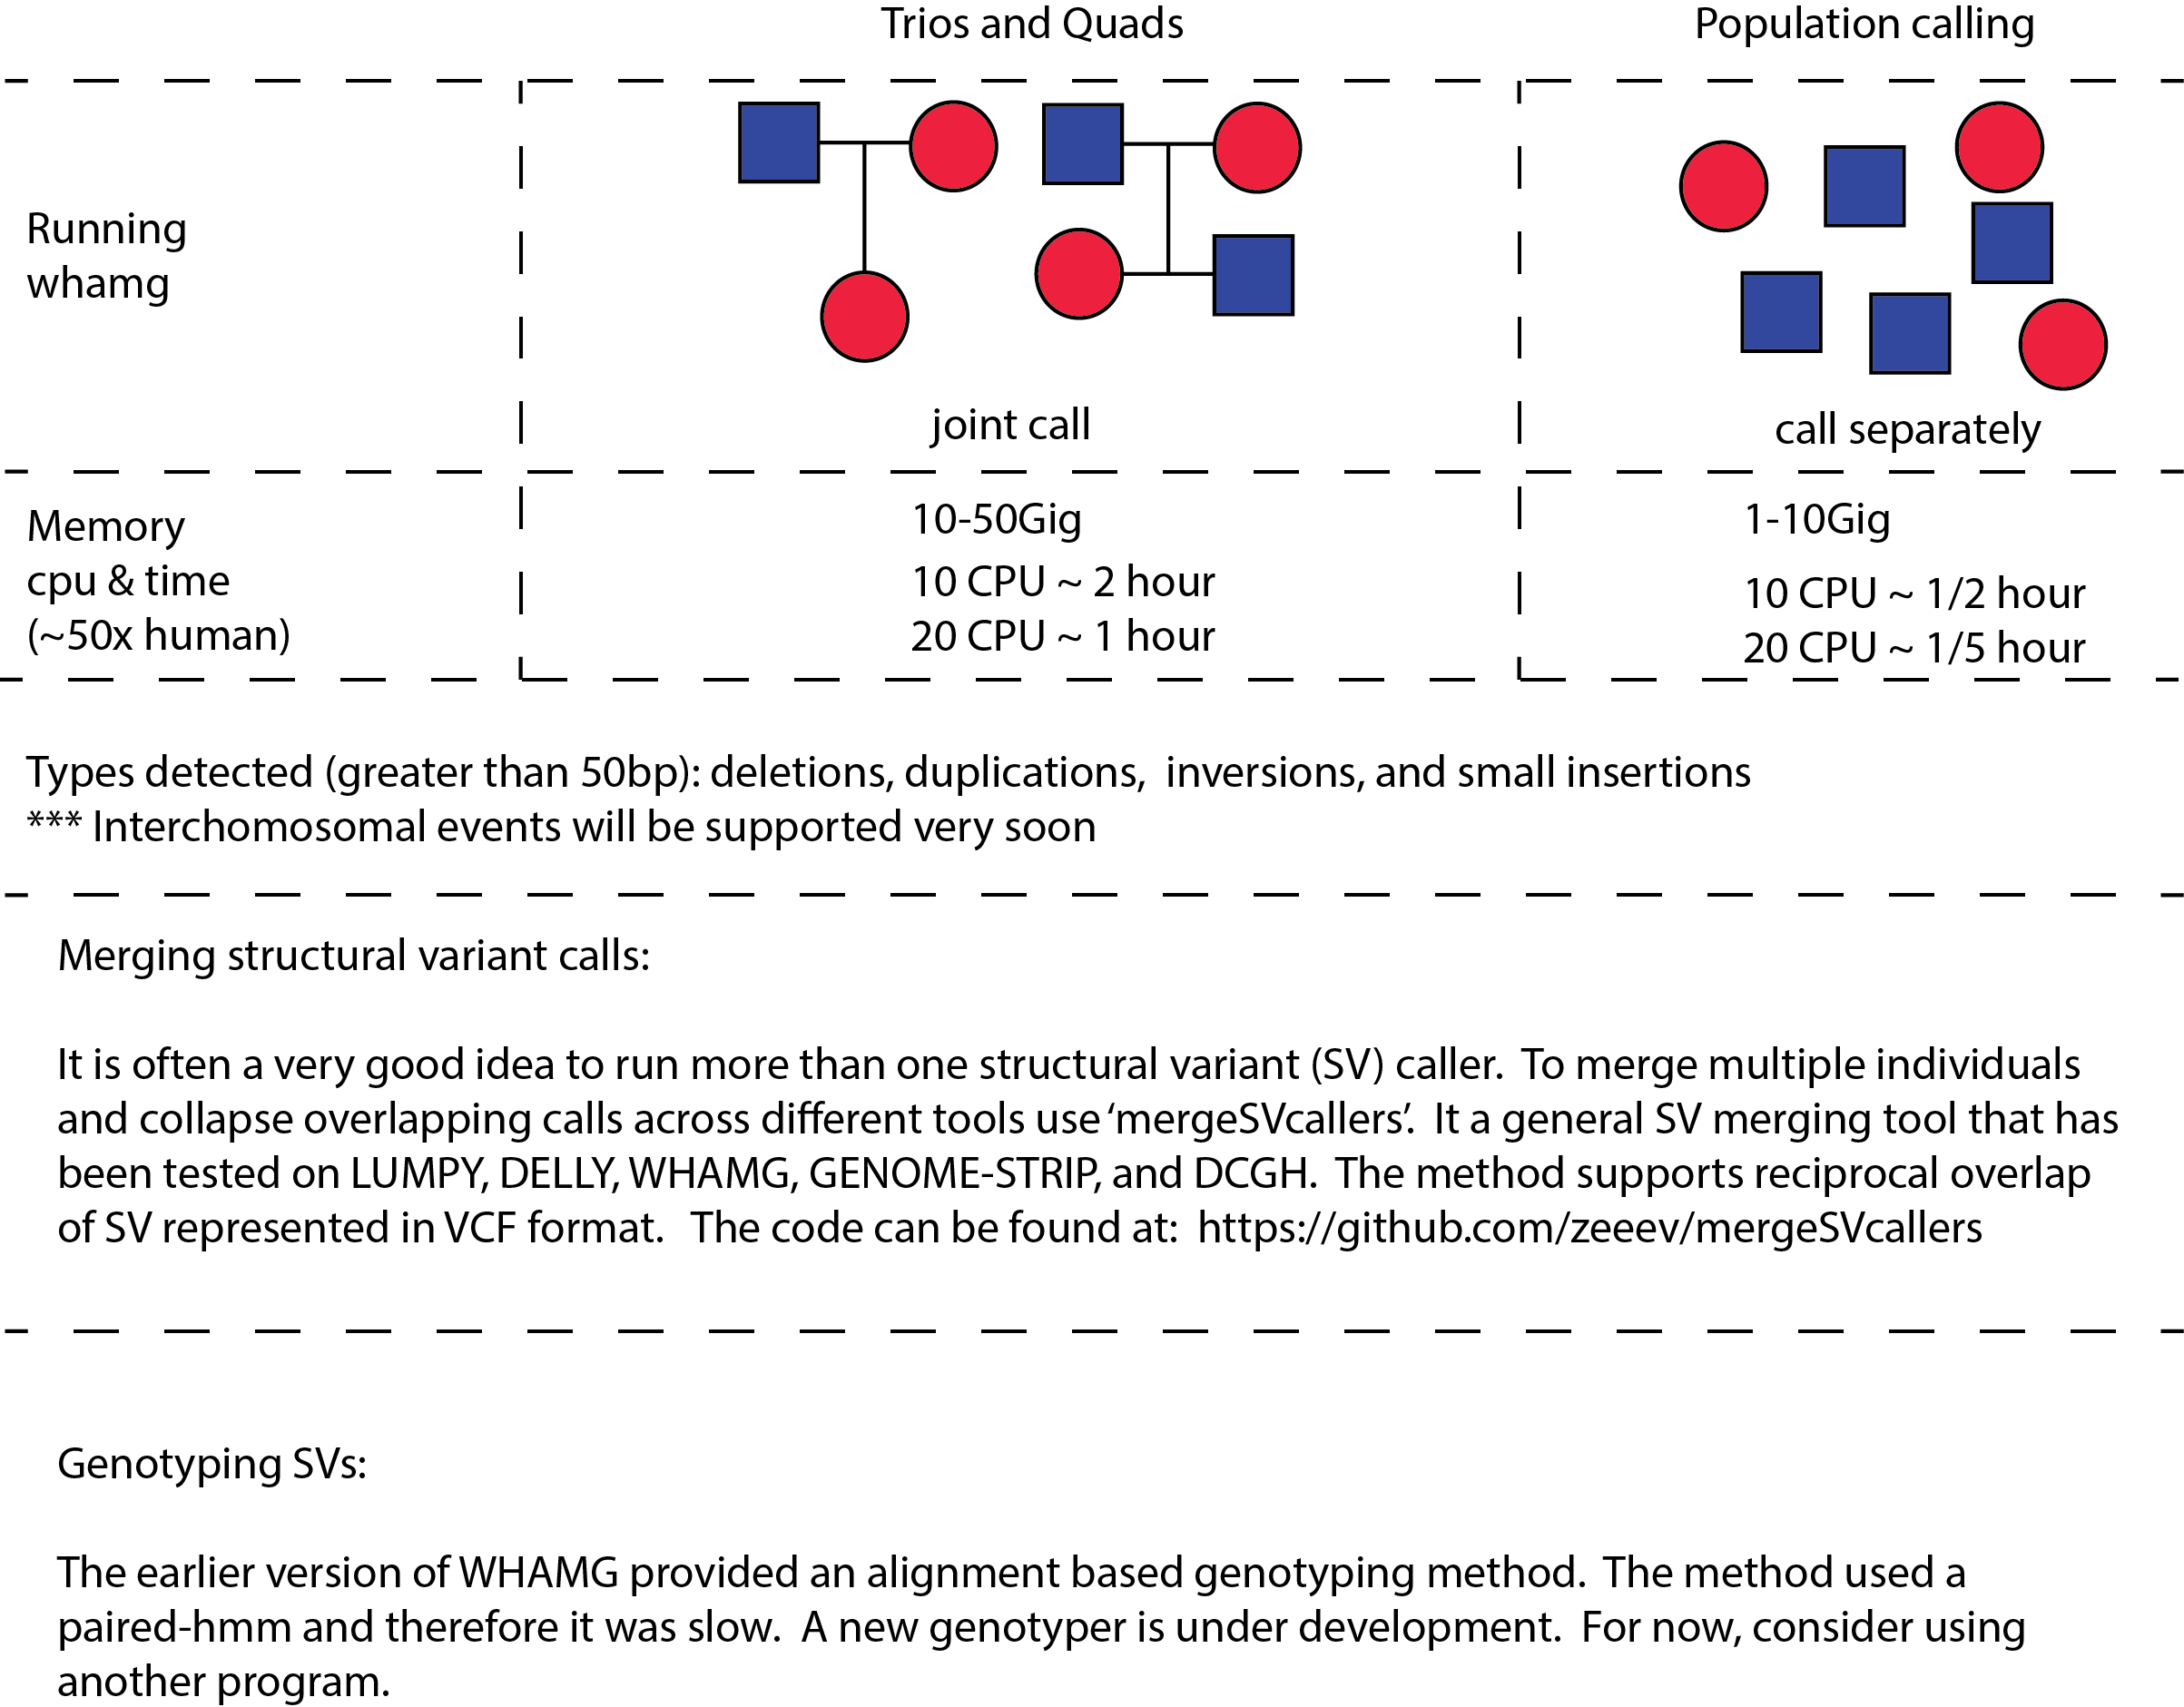 Trios and Quads
Population calling
Running
whamg
joint call
call separately
Memory
cpu & time
(~50x human)
10-50Gig
10 CPU ~ 2 hour
20 CPU ~ 1 hour
1-10Gig
10 CPU ~ 1/2 hour
20 CPU ~ 1/5 hour
Types detected (greater than 50bp): deletions, duplications,  inversions, and small insertions
*** Interchomosomal events will be supported very soon
Merging structural variant calls:
It is often a very good idea to run more than one structural variant (SV) caller.  To merge multiple individuals
and collapse overlapping calls across different tools use ‘mergeSVcallers’.  It a general SV merging tool that has
been tested on LUMPY, DELLY, WHAMG, GENOME-STRIP, and DCGH.  The method supports reciprocal overlap
of SV represented in VCF format.   The code can be found at:  https://github.com/zeeev/mergeSVcallers
Genotyping SVs:
The earlier version of WHAMG provided an alignment based genotyping method.  The method used a
paired-hmm and therefore it was slow.  A new genotyper is under development.  For now, consider using
another program.